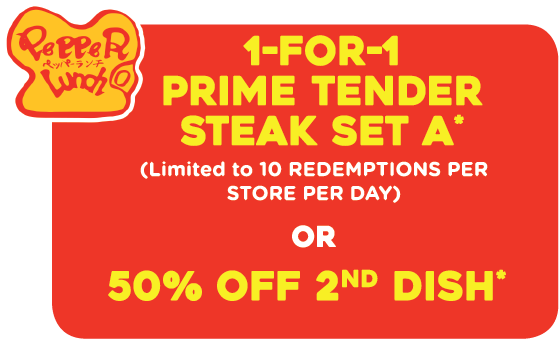 PePPeR
ペッパーランチ
Lunch
1-FOR-1
PRIME TENDER
STEAK SET A*
(Limited to 10 REDEMPTIONS PER
STORE PER DAY)
OR
50% OFF 2ND DISH*